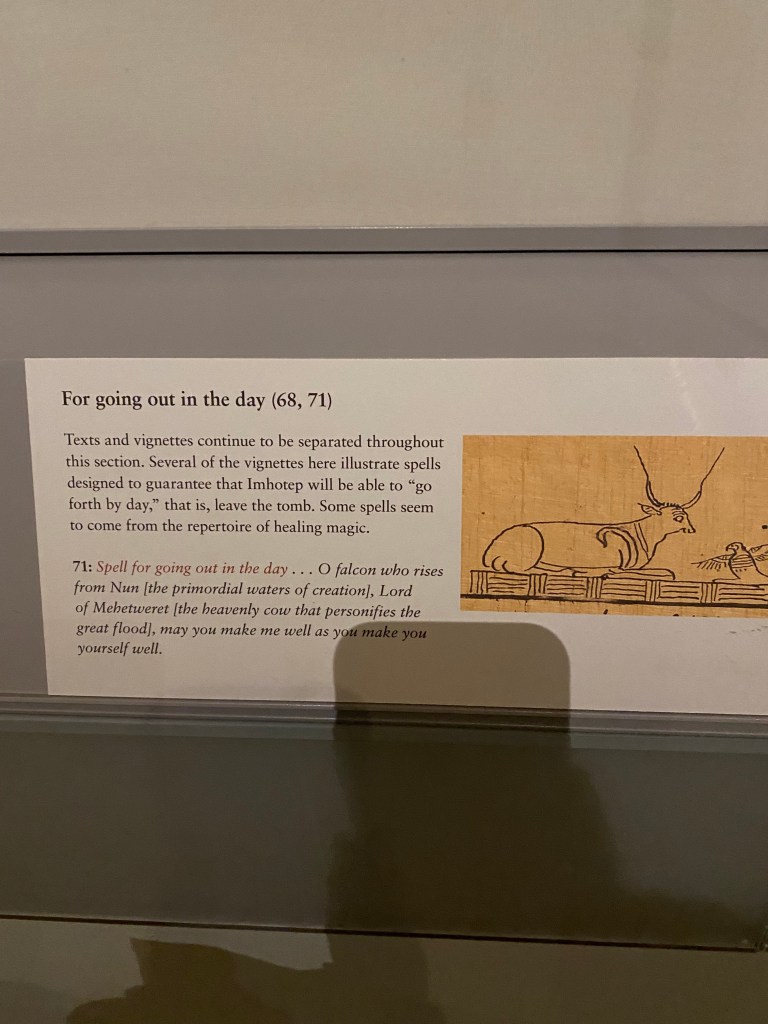 For going out in the day (68, 71)
Texts and vignettes continue to be separated throughout
this section. Several of the vignettes here illustrate spells
designed to guarantee that Imhotep will be able to “go
forth by day,” that is, leave the tomb. Some spells seem
to come from the repertoire of healing magic.
71: Spell for going out in the day . . . O falcon who rises
from Nun [the primordial waters of creation], Lord
of Mehetweret [the heavenly cow that personifies the
great flood], may you make me well as you make you
yourself well.